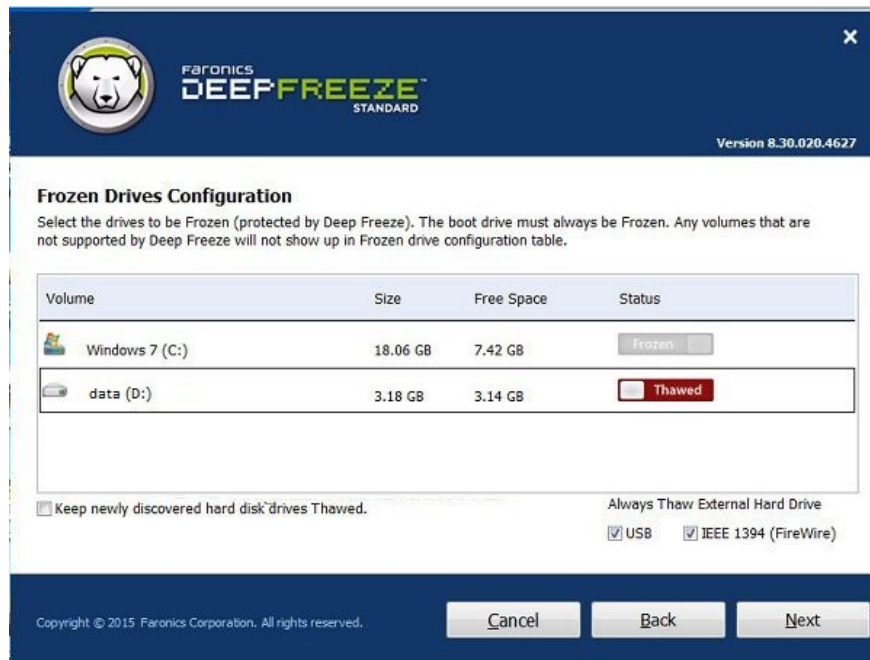 Faronics
DEEPFREEZE™
STANDARD
Version 8.30.020.4627
Frozen Drives Configuration
Select the drives to be Frozen (protected by Deep Freeze). The boot drive must always be Frozen. Any volumes that are
not supported by Deep Freeze will not show up in Frozen drive configuration table.
Volume Size Free Space Status
Windows 7 (C:) 18.06 GB 7.42 GB Frozen
data (D:) 3.18 GB 3.14 GB Thawed
Keep newly discovered hard disk drives Thawed.
Always Thaw External Hard Drive
USB IEEE 1394 (FireWire)
Copyright © 2015 Faronics Corporation. All rights reserved.
Cancel Back Next